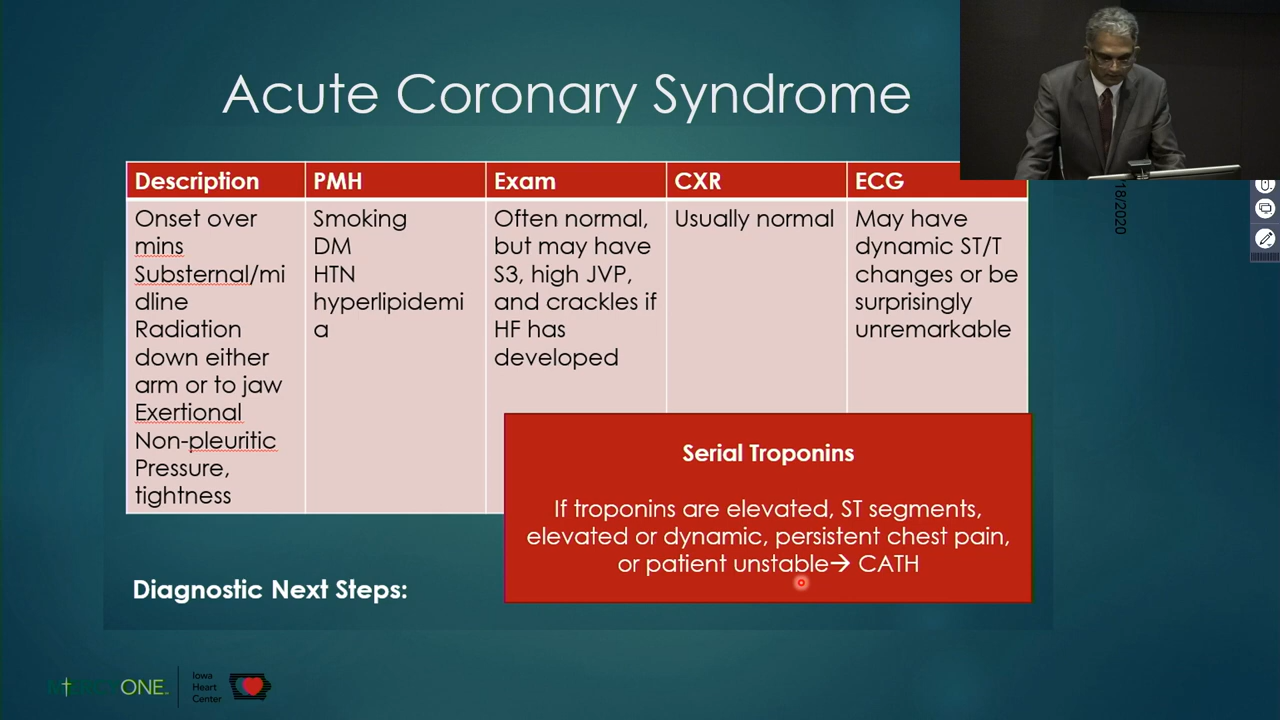 Acute Coronary Syndrome
Description
PMH
Exam
CXR
ECG
Onset over
mins
Substernal/mi
dline
Radiation
down either
arm or to jaw
Exertional
Non-pleuritic
Pressure,
tightness
Smoking
DM
HTN
hyperlipidemi
a
Often normal,
but may have
S3, high JVP,
and crackles if
HF has
developed
Usually normal
May have
dynamic ST/T
changes or be
surprisingly
unremarkable
18/2020
Serial Troponins
If troponins are elevated, ST segments,
elevated or dynamic, persistent chest pain,
or patient unstable→ CATH
Diagnostic Next Steps:
MERCYONE
Iowa
Heart
Center